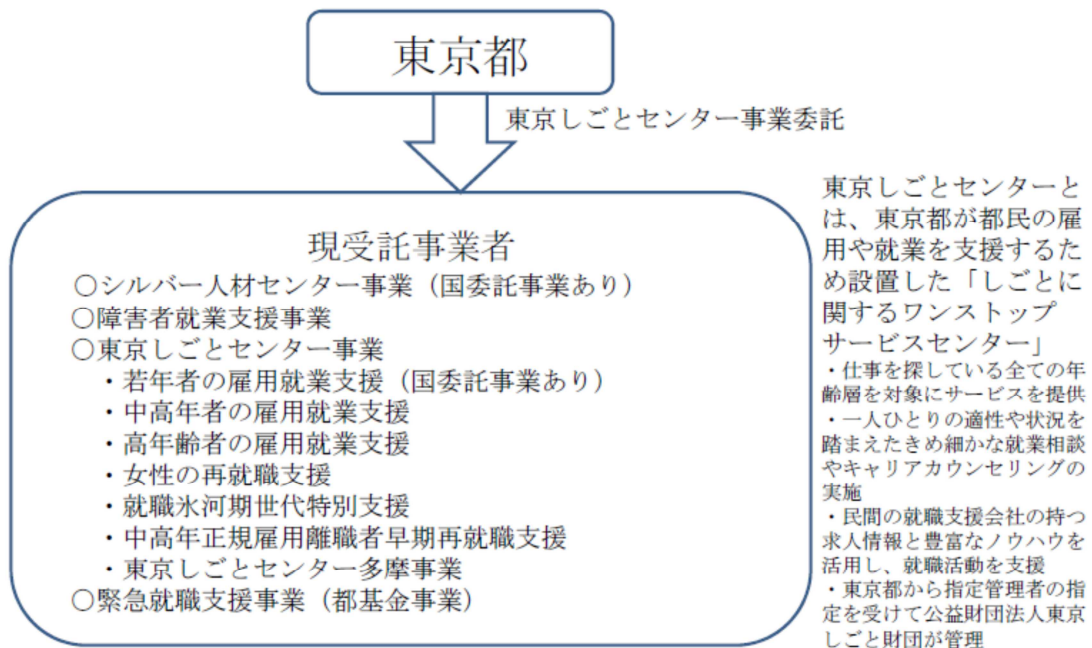 東京都
東京しごとセンター事業委託
現受託事業者
○シルバー人材センター事業（国委託事業あり）
○障害者就業支援事業
○東京しごとセンター事業
・若年者の雇用就業支援（国委託事業あり）
・中高年者の雇用就業支援
・高年齢者の雇用就業支援
・女性の再就職支援
・就職氷河期世代特別支援
・中高年正規雇用離職者早期再就職支援
・東京しごとセンター多摩事業
○緊急就職支援事業（都基金事業）
東京しごとセンターと
は、東京都が都民の雇
用や就業を支援するた
め設置した「しごとに
関するワンストップ
サービスセンター」
・仕事を探している全ての年
齢層を対象にサービスを提供
・一人ひとりの適性や状況を
踏まえたきめ細かな就業相談
やキャリアカウンセリングの
実施
・民間の就職支援会社の持つ
求人情報と豊富なノウハウを
活用し、就職活動を支援
・東京都から指定管理者の指
定を受けて公益財団法人東京
しごと財団が管理